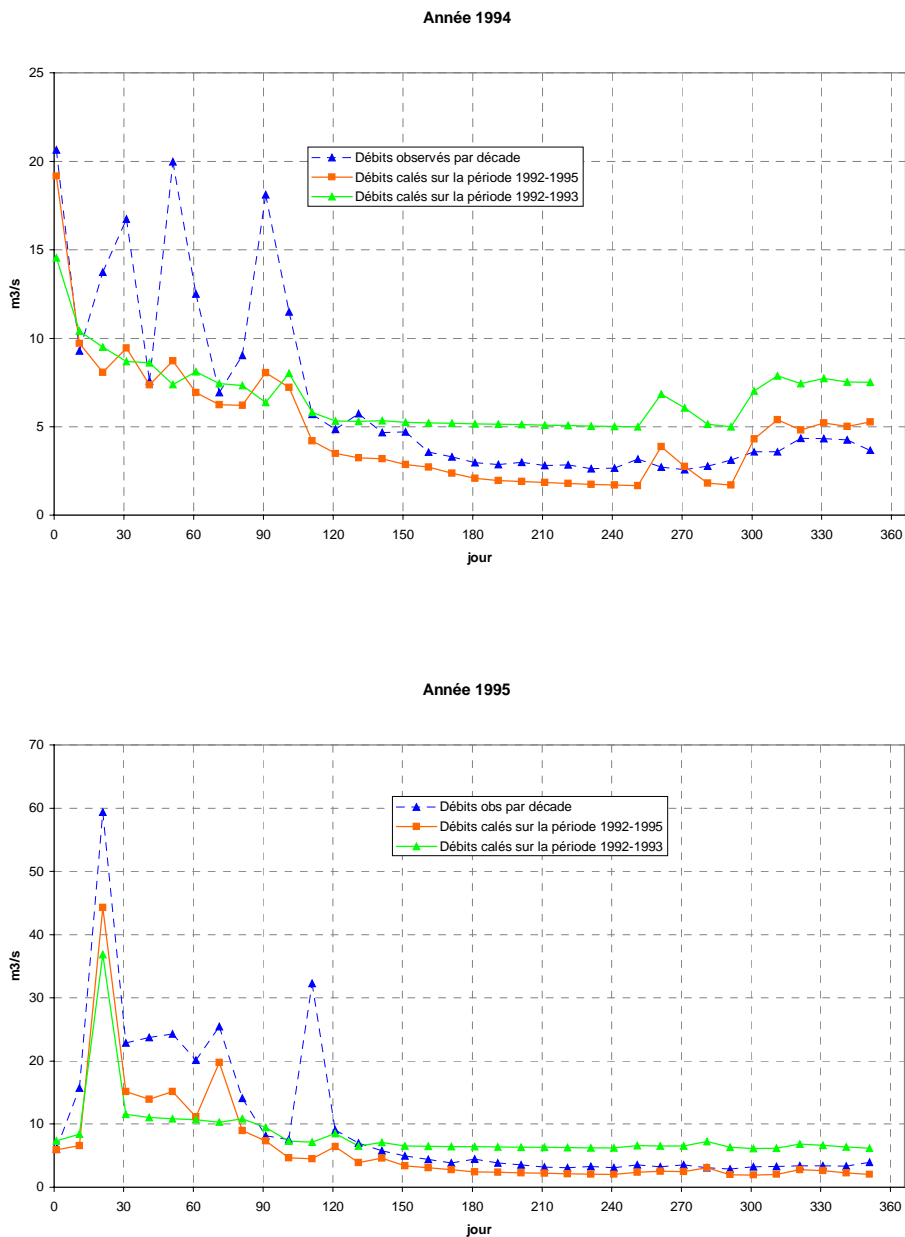 Année 1994
25
20
15
10
5
0
m3/s
Débits observés par décade
Débits calés sur la période 1992-1995
Débits calés sur la période 1992-1993
0 30 60 90 120 150 180 210 240 270 300 330 360
jour
Année 1995
70
60
50
40
30
20
10
0
m3/s
Débits obs par décade
Débits calés sur la période 1992-1995
Débits calés sur la période 1992-1993
0 30 60 90 120 150 180 210 240 270 300 330 360
jour